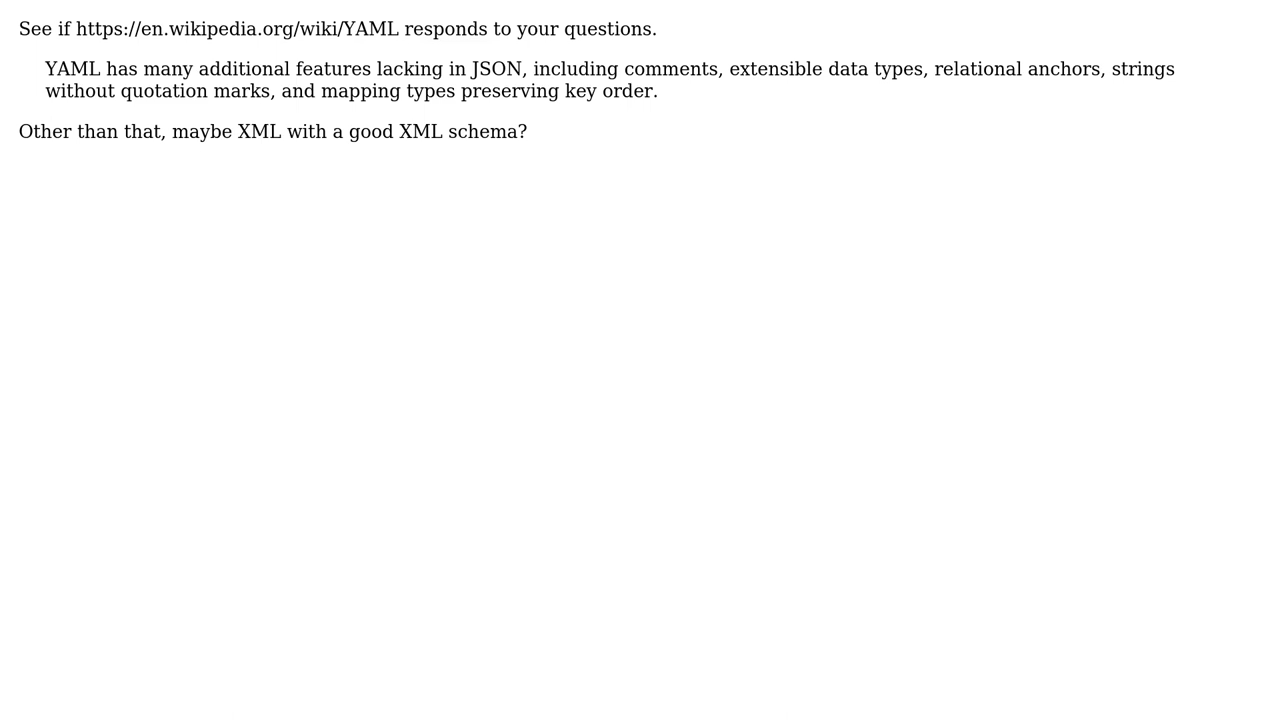 See if https://en.wikipedia.org/wiki/YAML responds to your questions.
YAML has many additional features lacking in JSON, including comments, extensible data types, relational anchors, strings
without quotation marks, and mapping types preserving key order.
Other than that, maybe XML with a good XML schema?